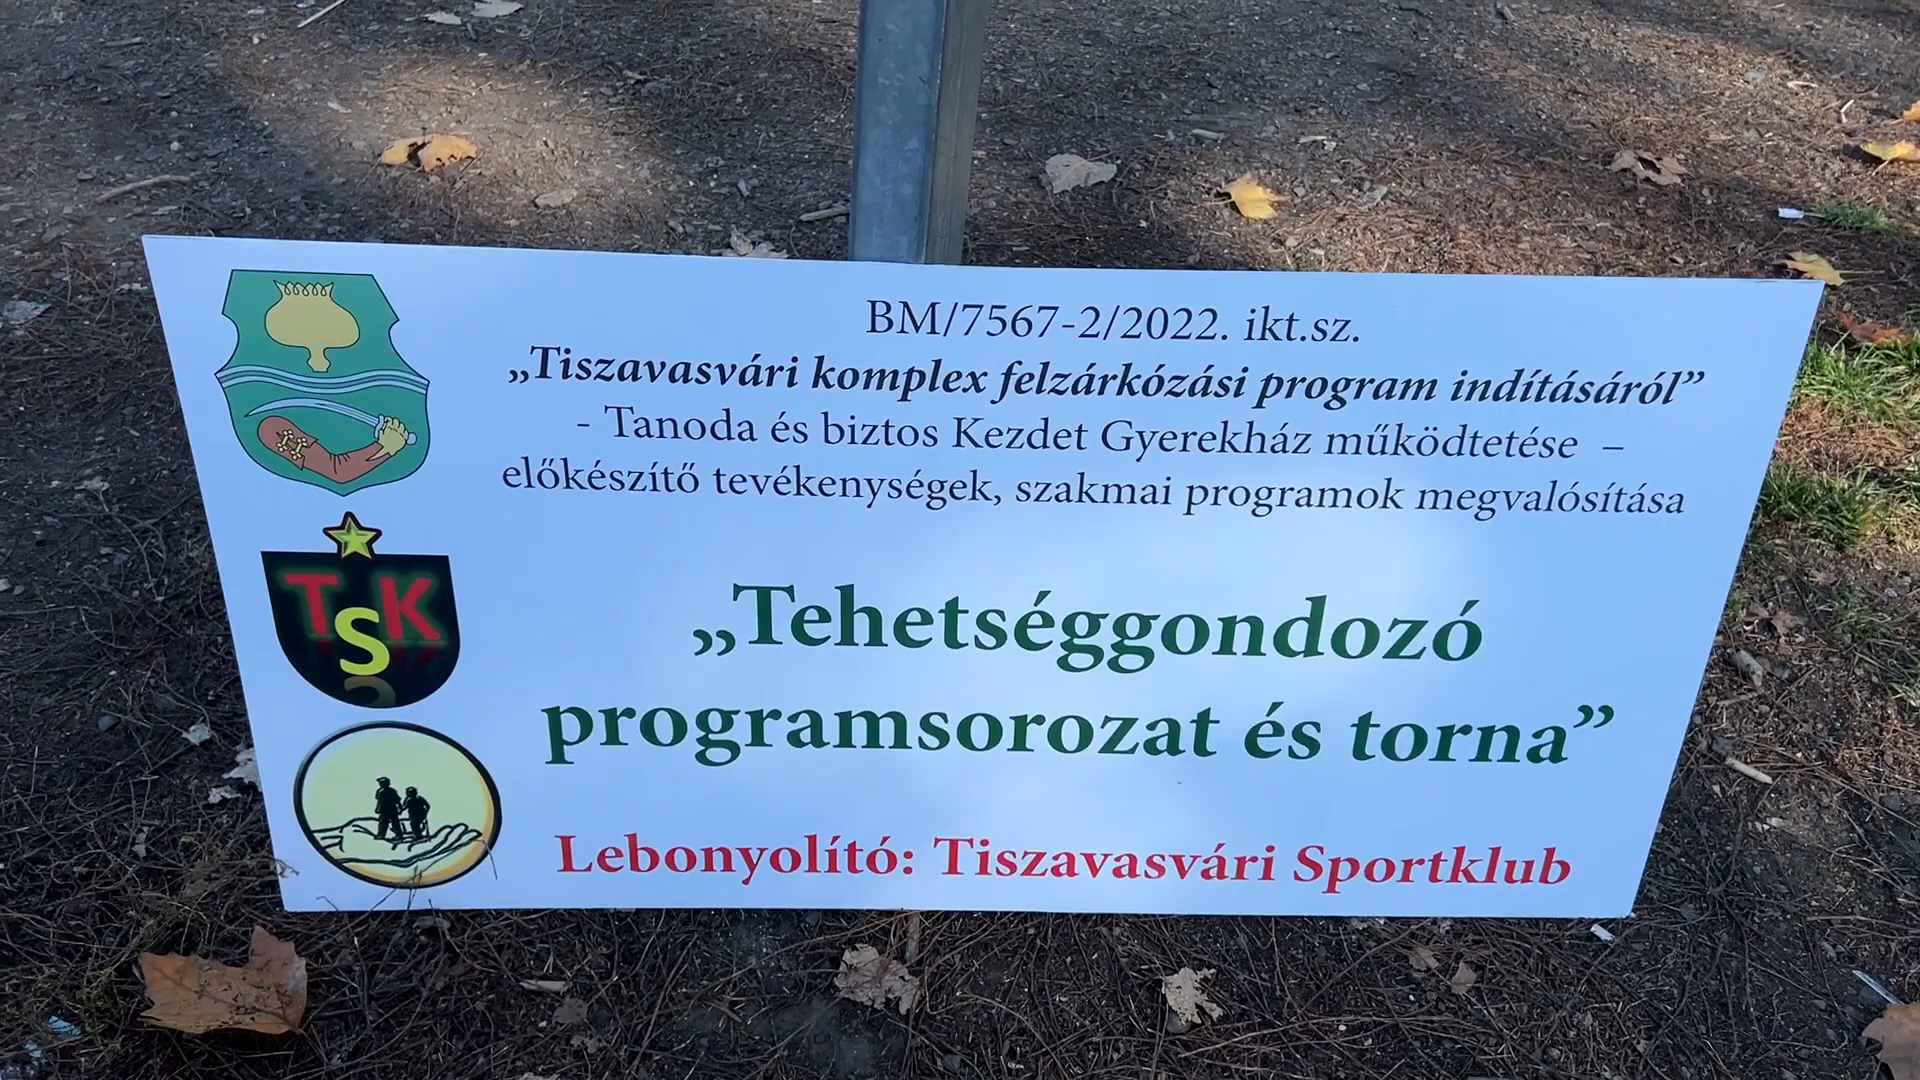 BM/7567-2/2022. ikt.sz.
„Tiszavasvári komplex felzárkózási program indításáról”
- Tanoda és biztos Kezdet Gyerekház működtetése –
előkészítő tevékenységek, szakmai programok megvalósítása
TSK
„Tehetséggondozó
programsorozat és torna”
Lebonyolító: Tiszavasvári Sportklub